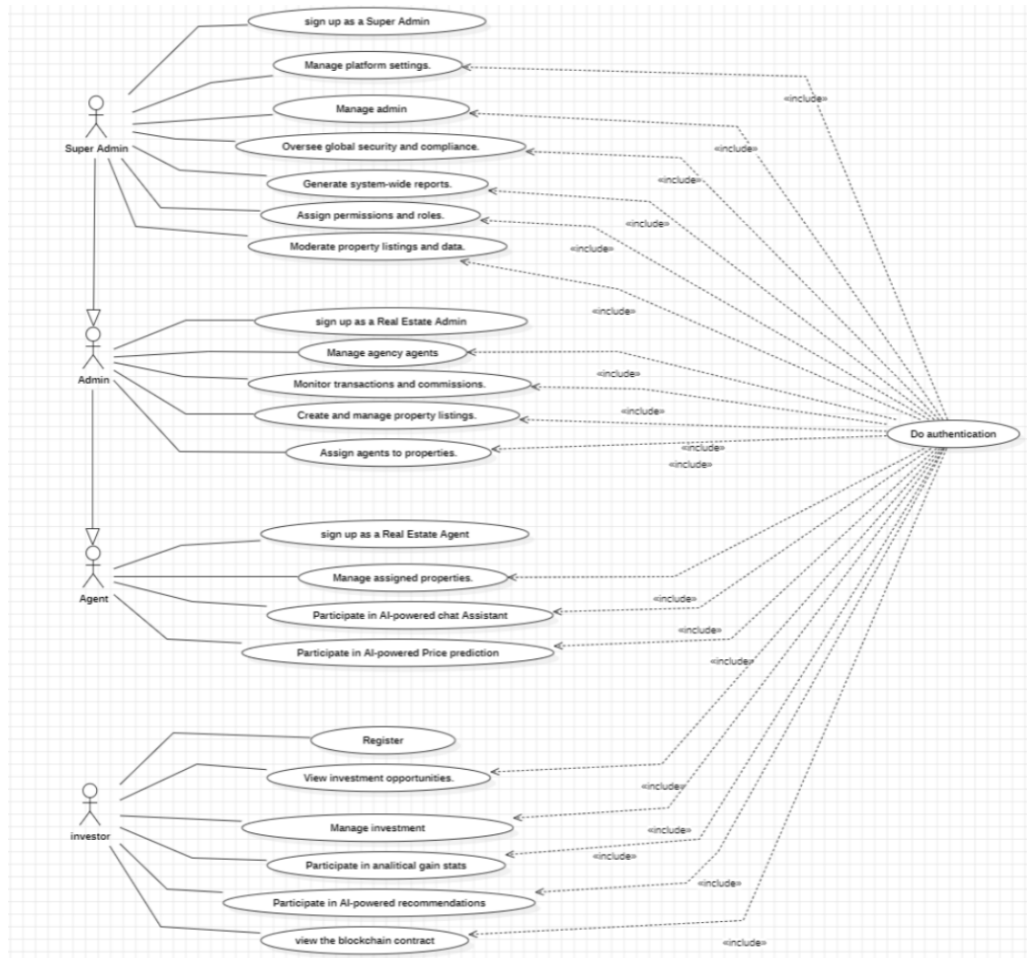 sign up as a Super Admin
Manage platform settings.
«include»
Manage admin
Super Admin
Oversee global security and compliance.
«include»
Generate system-wide reports.
«include»
Assign permissions and roles.
«include»
Moderate property listings and data.
«include»
«include»
sign up as a Real Estate Admin
Manage agency agents
Admin
Monitor transactions and commissions.
«include»
Create and manage property listings.
«include»
Do authentication
Assign agents to properties.
«include»
«include»
sign up as a Real Estate Agent
Manage assigned properties.
Agent
«include»
Participate in AI-powered chat Assistant
«include»
Participate in AI-powered Price prediction
«include»
Register
View investment opportunities.
«include»
investor
Manage investment
«include»
Participate in analitical gain stats
«include»
«include»
Participate in AI-powered recommendations
view the blockchain contract
«include»